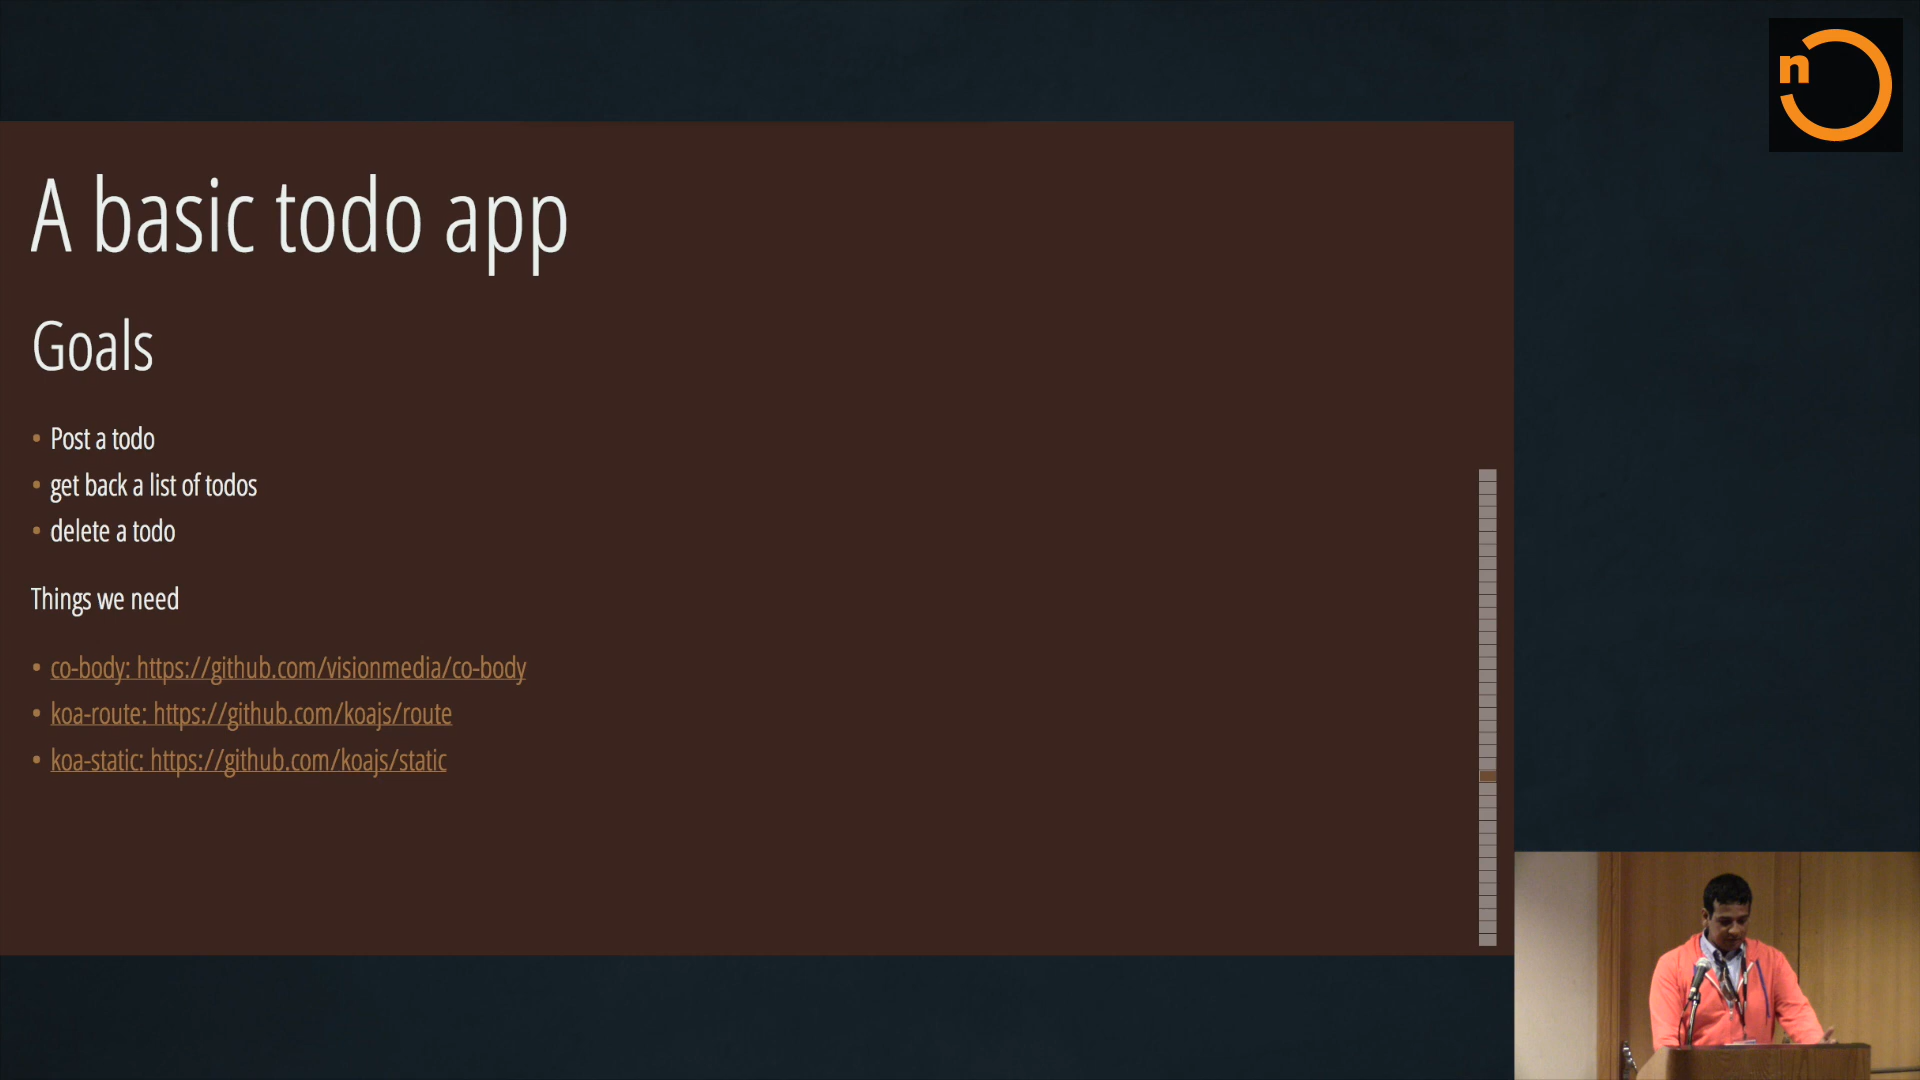 n
A basic todo app
Goals
• Post a todo
• get back a list of todos
• delete a todo
Things we need
• co-body: https://github.com/visionmedia/co-body
• koa-route: https://github.com/koajs/route
• koa-static: https://github.com/koajs/static